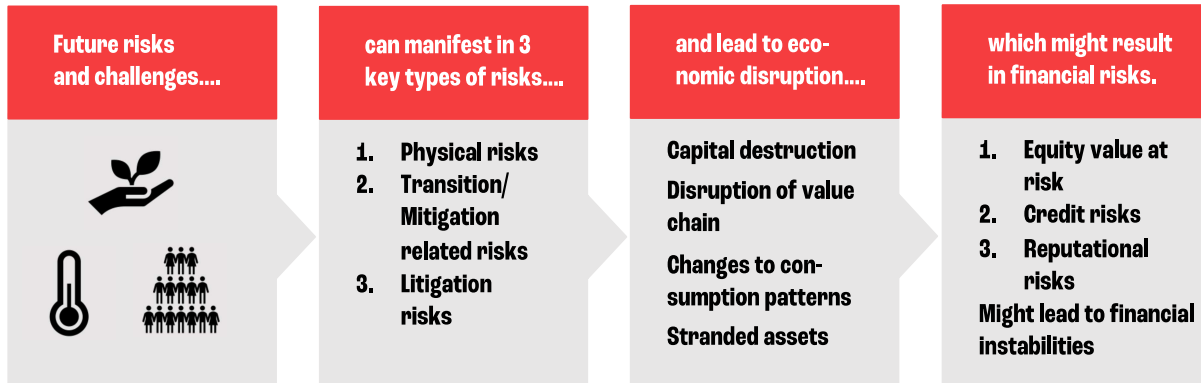 Future risks
and challenges....
can manifest in 3
key types of risks....
1. Physical risks
2. Transition/
Mitigation
related risks
3. Litigation
risks
and lead to eco-
nomic disruption....
Capital destruction
Disruption of value
chain
Changes to con-
sumption patterns
Stranded assets
which might result
in financial risks.
1. Equity value at
risk
2. Credit risks
3. Reputational
risks
Might lead to financial
instabilities